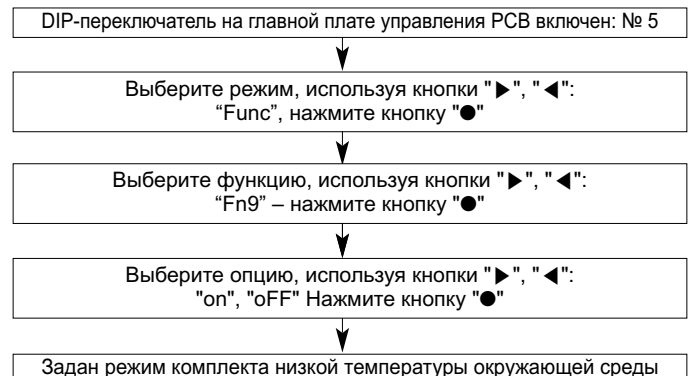 DIP-переключатель на главной плате управления PCB включен: № 5
Выберите режим, используя кнопки "▶", "◀":
“Func”, нажмите кнопку "●"
Выберите функцию, используя кнопки "▶", "◀":
“Fn9” – нажмите кнопку "●"
Выберите опцию, используя кнопки "▶", "◀":
"on", "oFF" Нажмите кнопку "●"
Задан режим комплекта низкой температуры окружающей среды